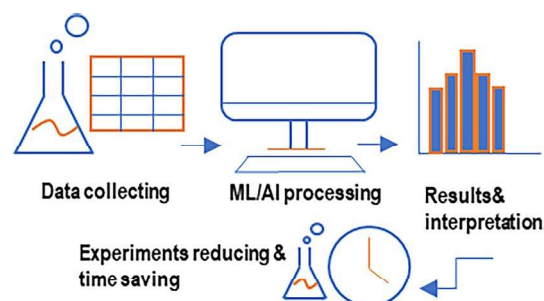 Data collecting
ML/AI processing
Results&
interpretation
Experiments reducing &
time saving